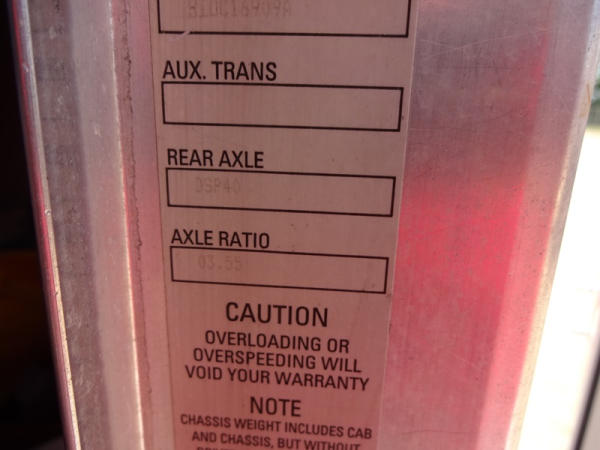 AUX. TRANS
REAR AXLE
DSP40
AXLE RATIO
03.55
CAUTION
OVERLOADING OR
OVERSPEEDING WILL
VOID YOUR WARRANTY
NOTE
CHASSIS WEIGHT INCLUDES CAB
AND CHASSIS, BUT WITHOUT